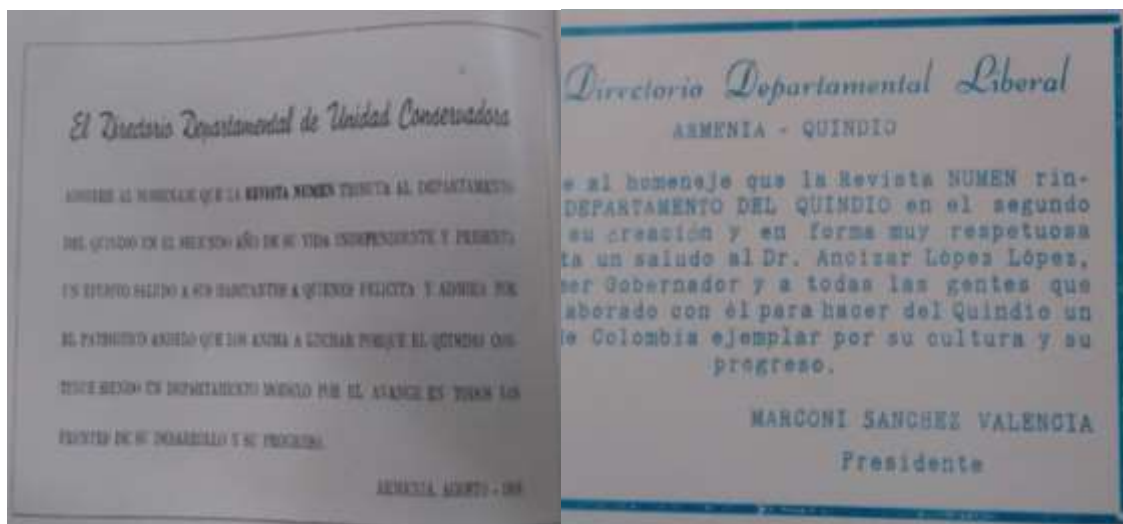 El Directorio Departamental de Unidad Conservadora
ADHIERE AL HOMENAJE QUE LA REVISTA NUMEN TRIBUTA AL DEPARTAMENTO
DEL QUINDIO EN EL SEGUNDO AÑO DE SU VIDA INDEPENDIENTE Y PRESENTA
UN EFUSIVO SALUDO A SUS HABITANTES A QUIENES FELICITA Y ADMIRA POR
EL PATRIOTICO ANHELO QUE LOS ANIMA A LUCHAR PORQUE EL QUINDIO CON-
TINUE SIENDO UN DEPARTAMENTO MODELO POR EL AVANCE EN TODOS LOS
FRENTES DE SU DESARROLLO Y SU PROGRESO.
ARMENIA, AGOSTO -
Directorio Departamental Liberal
ARMENIA - QUINDIO
e al homenaje que la Revista NUMEN rin-
DEPARTAMENTO DEL QUINDIO en el segundo
su creación y en forma muy respetuosa
ta un saludo al Dr. Ancizar López López,
mer Gobernador y a todas las gentes que
aborado con él para hacer del Quindio un
de Colombia ejemplar por su cultura y su
progreso.
MARCONI SANCHEZ VALENCIA
Presidente